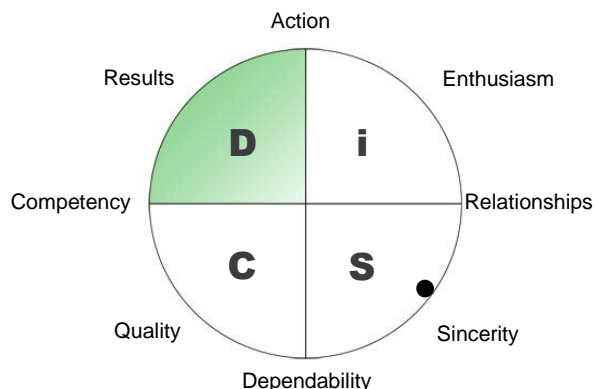 Action
Results
Enthusiasm
D
i
Competency
Relationships
C
S
Quality
Sincerity
Dependability